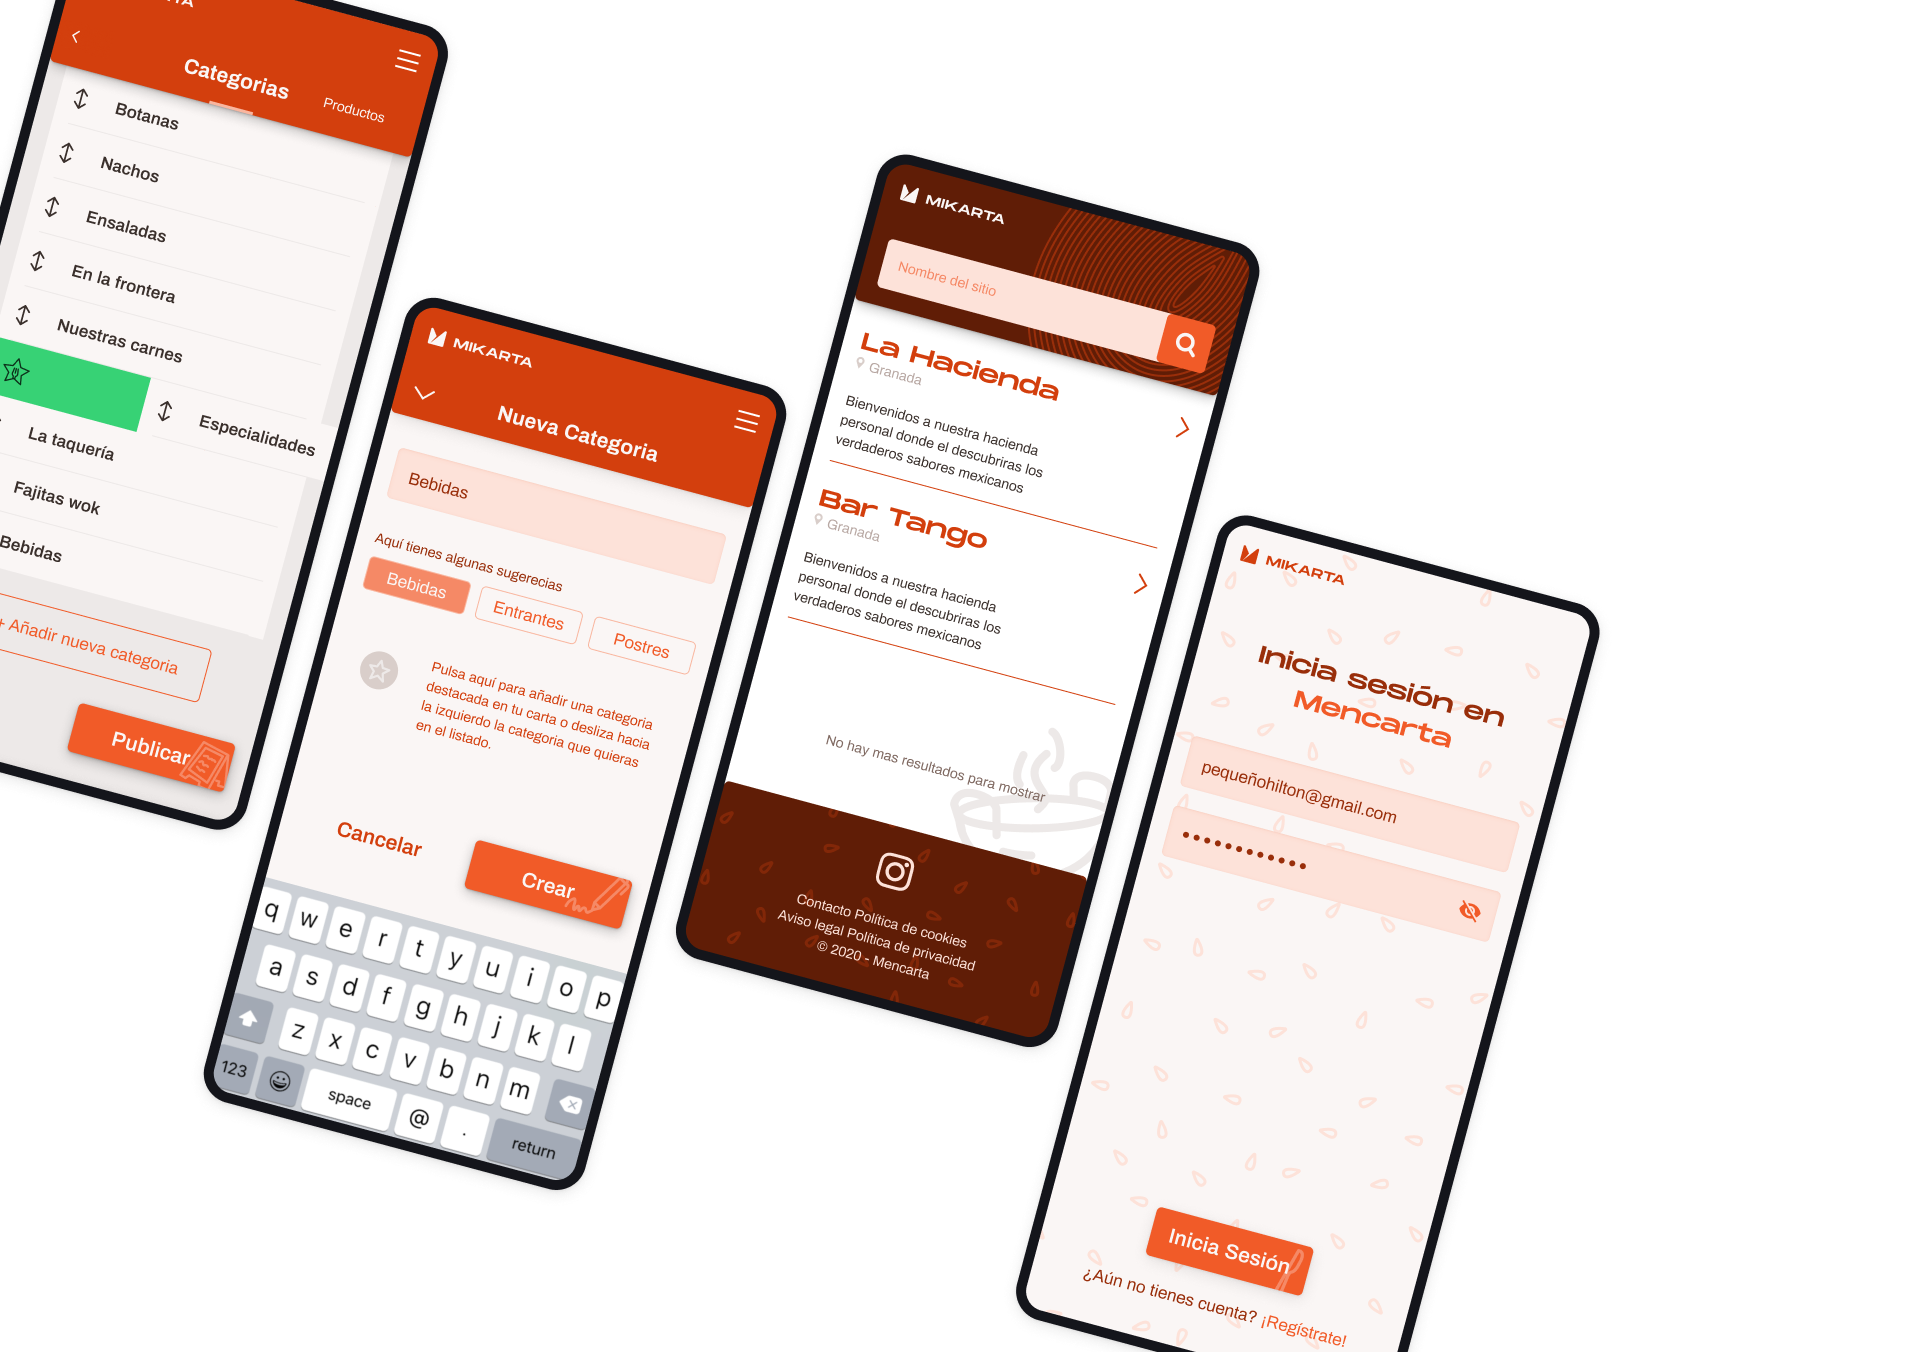 Categorias
Productos
Botanas
Nachos
Ensaladas
En la frontera
Nuestras carnes
Especialidades
La taquería
Fajitas wok
Bebidas
+ Añadir nueva categoria
Publicar
MIKARTA
Nueva Categoria
Bebidas
Aquí tienes algunas sugerecias
Bebidas
Entrantes
Postres
Pulsa aquí para añadir una categoria
destacada en tu carta o desliza hacia
la izquierdo la categoria que quieras
en el listado.
Cancelar
Crear
q w e r t y u i o p
a s d f g h j k l
z x c v b n m
123 space @ . return
MIKARTA
Nombre del sitio
La Hacienda
Granada
Bienvenidos a nuestra hacienda
personal donde el descubriras los
verdaderos sabores mexicanos
Bar Tango
Granada
Bienvenidos a nuestra hacienda
personal donde el descubriras los
verdaderos sabores mexicanos
No hay mas resultados para mostrar
Contacto Política de cookies
Aviso legal Política de privacidad
© 2020 - Mencarta
MIKARTA
Inicia sesión en
Mencarta
pequeñohilton@gmail.com
Inicia Sesión
¿Aún no tienes cuenta? ¡Regístrate!